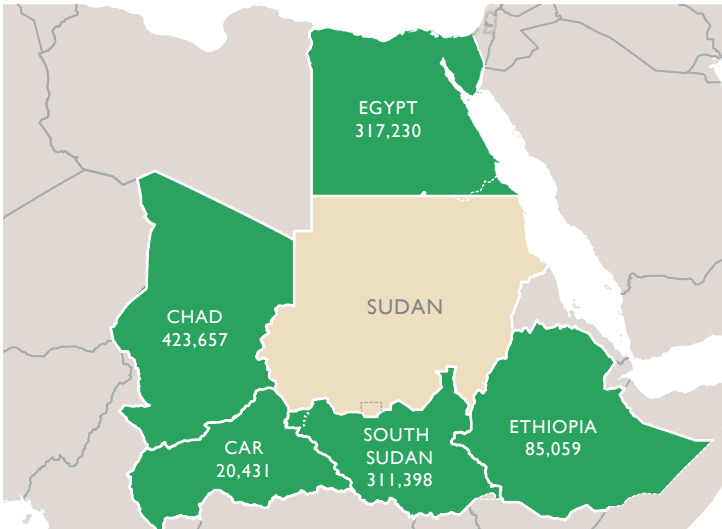 EGYPT
317,230
SUDAN
CHAD
423,657
CAR
20,431
SOUTH
SUDAN
311,398
ETHIOPIA
85,059